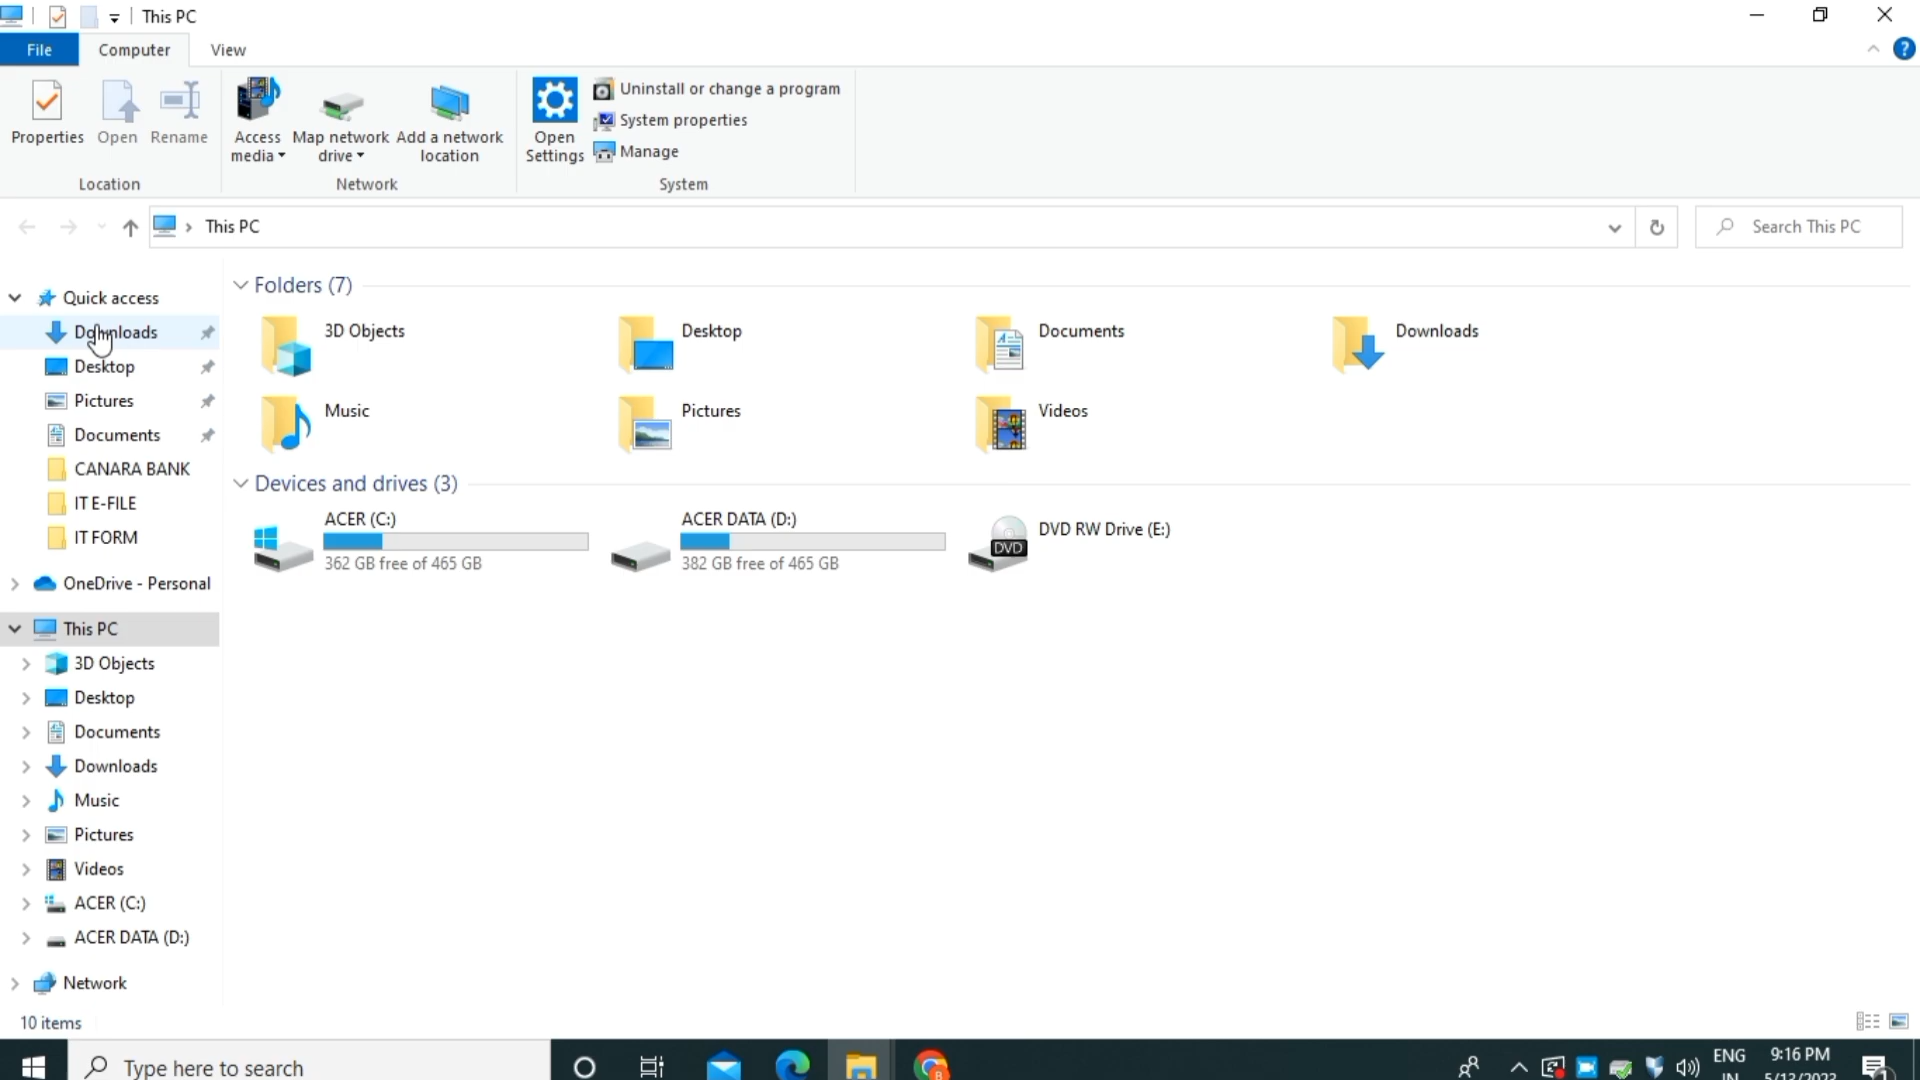 This PC
File
Computer
View
Properties
Open
Rename
Access
media
Map network
drive
Add a network
location
Open
Settings
Uninstall or change a program
System properties
Manage
Location
Network
System
This PC
Search This PC
Quick access
Downloads
Desktop
Pictures
Documents
CANARA BANK
IT E-FILE
IT FORM
OneDrive - Personal
This PC
3D Objects
Desktop
Documents
Downloads
Music
Pictures
Videos
ACER (C:)
ACER DATA (D:)
Network
Folders (7)
3D Objects
Desktop
Documents
Downloads
Music
Pictures
Videos
Devices and drives (3)
ACER (C:)
362 GB free of 465 GB
ACER DATA (D:)
382 GB free of 465 GB
DVD
DVD RW Drive (E:)
10 items
Type here to search
ENG
IN
9:16 PM
5/13/2023